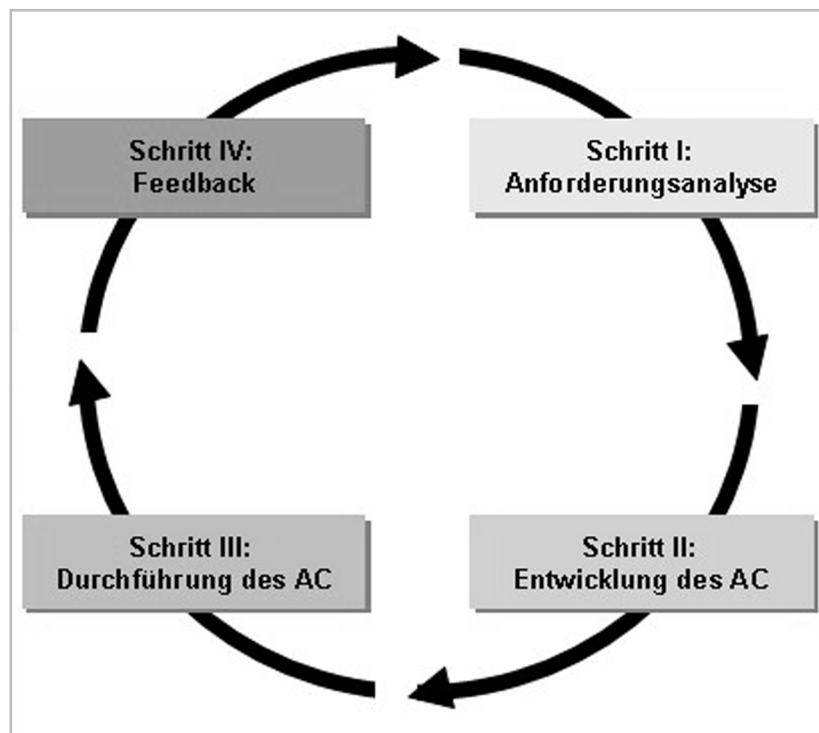 Schritt I:
Anforderungsanalyse
Schritt II:
Entwicklung des AC
Schritt III:
Durchführung des AC
Schritt IV:
Feedback